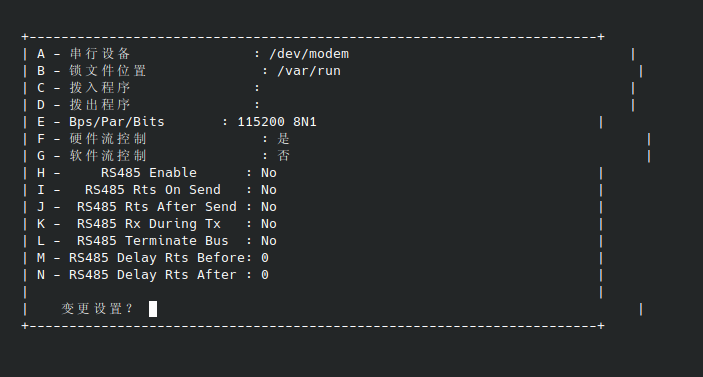 A - 串行设备 : /dev/modem
B - 锁文件位置 : /var/run
C - 拨入程序 :
D - 拨出程序 :
E - Bps/Par/Bits : 115200 8N1
F - 硬件流控制 : 是
G - 软件流控制 : 否
H - RS485 Enable : No
I - RS485 Rts On Send : No
J - RS485 Rts After Send : No
K - RS485 Rx During Tx : No
L - RS485 Terminate Bus : No
M - RS485 Delay Rts Before: 0
N - RS485 Delay Rts After : 0
变更设置？